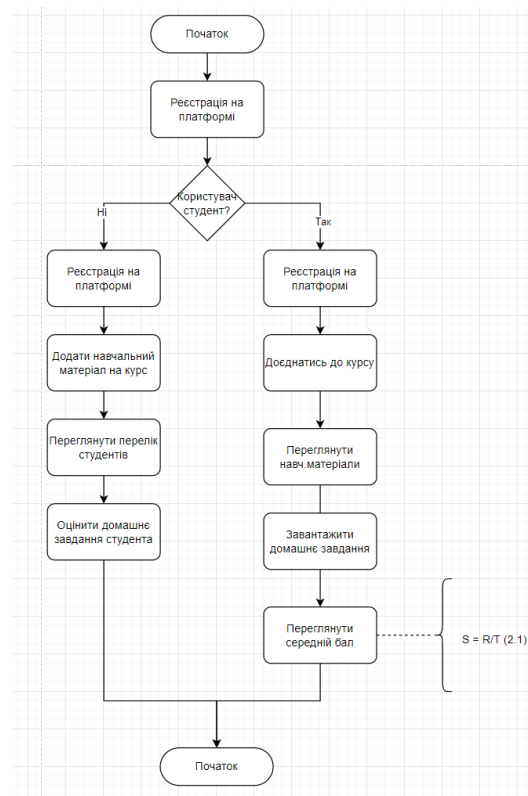 Початок
Реєстрація на
платформі
Користувач
студент?
Ні
Так
Реєстрація на
платформі
Реєстрація на
платформі
Додати навчальний
матеріал на курс
Доєднатись до курсу
Переглянути перелік
студентів
Переглянути
навч.матеріали
Оцінити домашнє
завдання студента
Завантажити
домашнє завдання
Переглянути
середній бал
S = R/T (2.1)
Початок